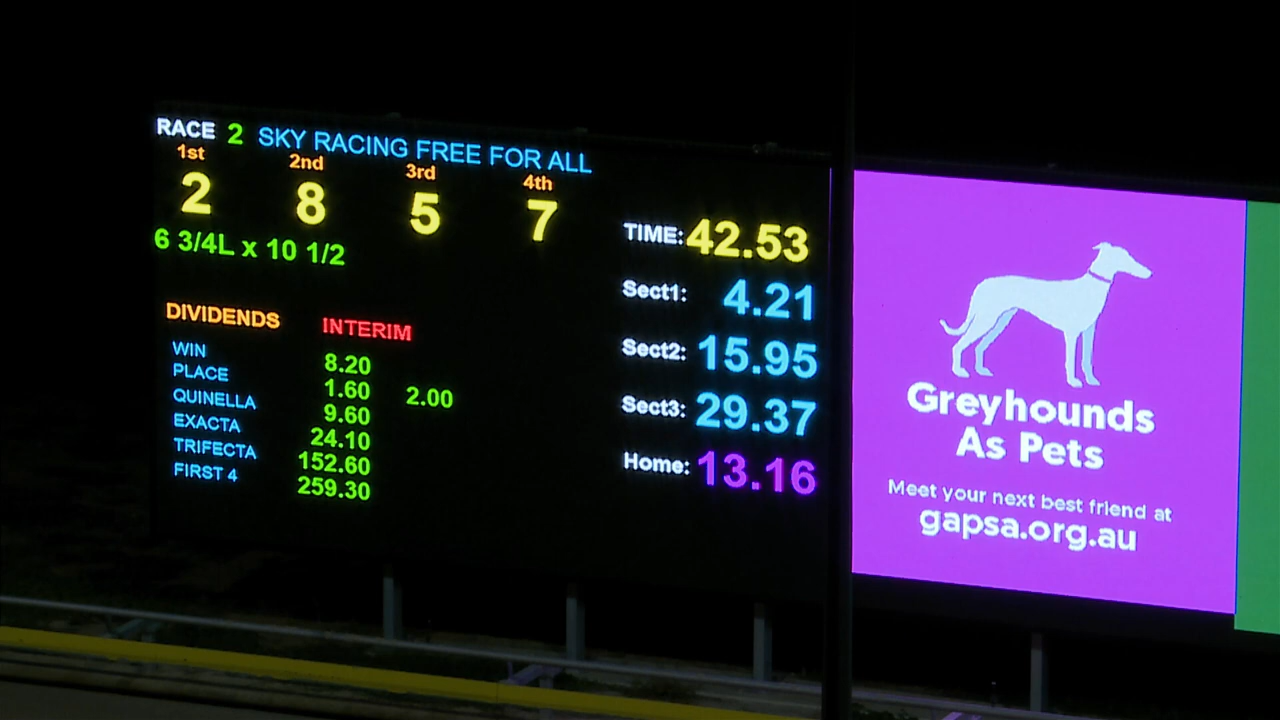 RACE 2 SKY RACING FREE FOR ALL
1st 2nd 3rd 4th
2 8 5 7
6 3/4L x 10 1/2
DIVIDENDS INTERIM
WIN 8.20
PLACE 1.60 2.00
QUINELLA 9.60
EXACTA 24.10
TRIFECTA 152.60
FIRST 4 259.30
TIME: 42.53
Sect1: 4.21
Sect2: 15.95
Sect3: 29.37
Home: 13.16
Greyhounds
As Pets
Meet your next best friend at
gapsa.org.au